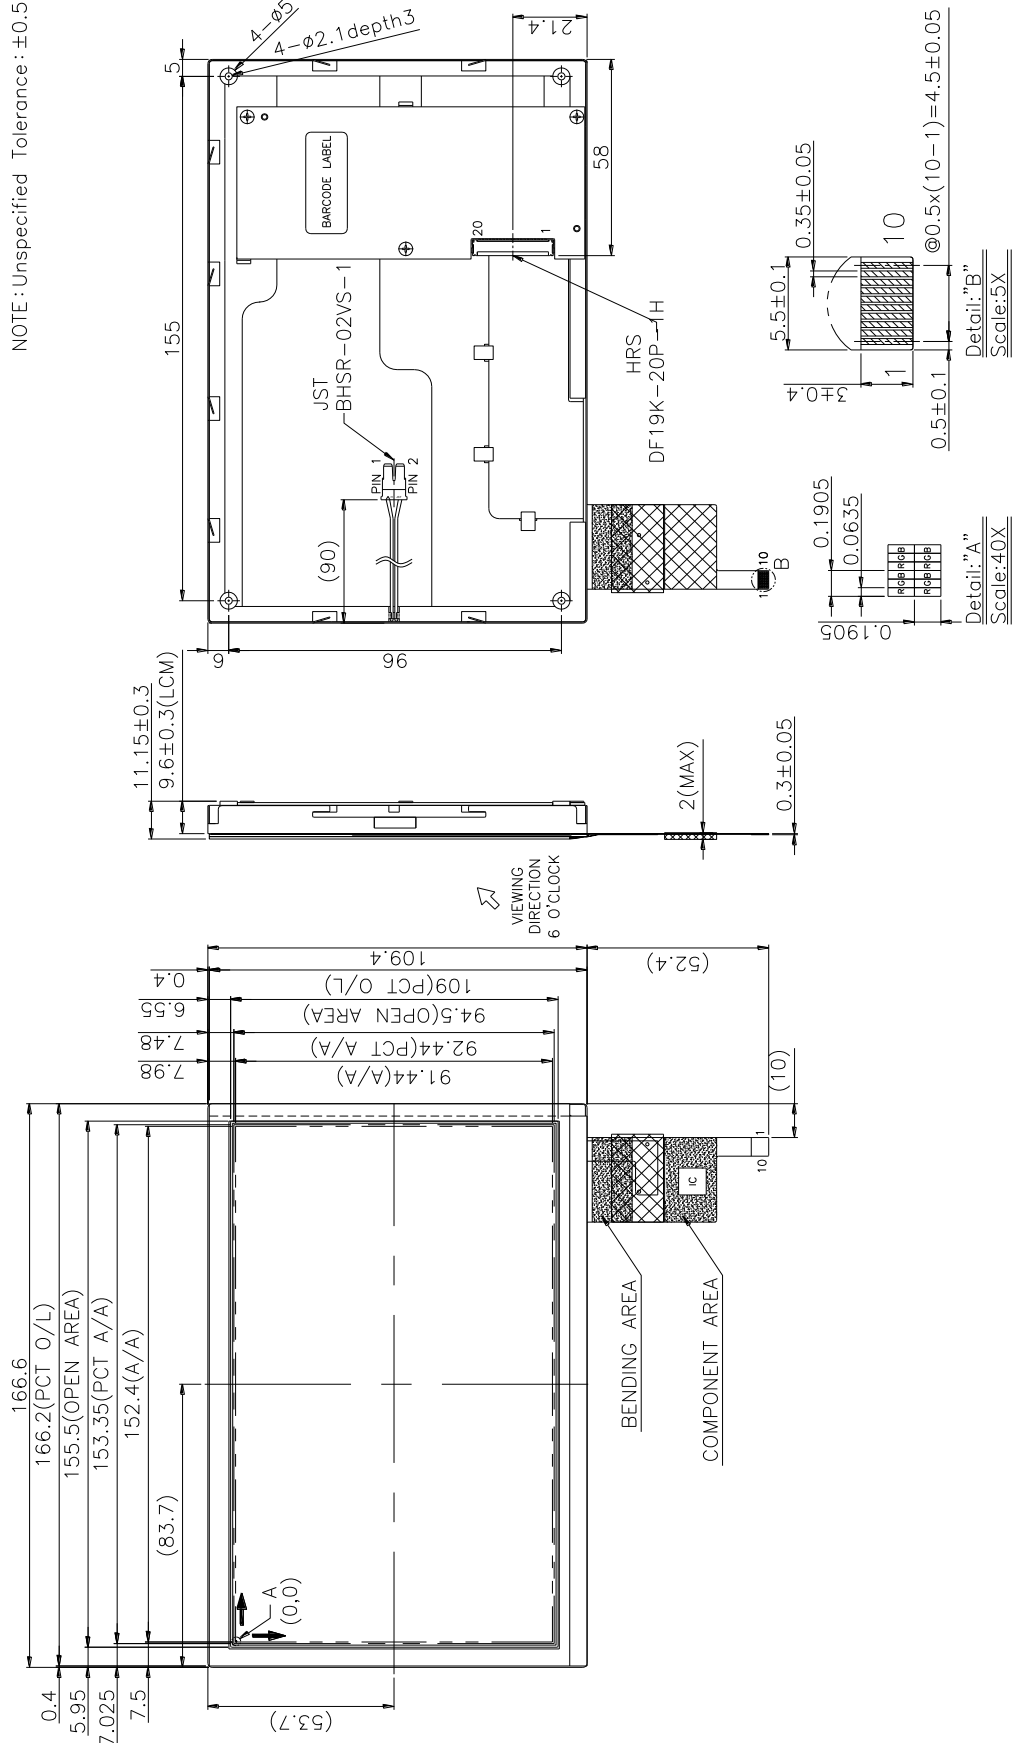 NOTE: Unspecified Tolerance: ±0.5
166.6
166.2(PCT O/L)
155.5(OPEN AREA)
153.35(PCT A/A)
152.4(A/A)
(83.7)
0.4
5.95
7.025
7.5
(53.7)
A
(0,0)
0.4
6.55
7.48
7.98
109.4
109(PCT O/L)
94.5(OPEN AREA)
92.44(PCT A/A)
91.44(A/A)
(52.4)
(10)
1
10
IC
BENDING AREA
COMPONENT AREA
VIEWING
DIRECTION
6 O'CLOCK
11.15±0.3
9.6±0.3(LCM)
2(MAX)
0.3±0.05
155
5
4-ø5
4-ø2.1depth3
21.4
58
9
96
(90)
BARCODE LABEL
20
1
JST
BHSR-02VS-1
PIN 1
PIN 2
HRS
DF19K-20P-1H
1
10
B
0.1905
0.0635
0.1905
RGBRGB
RGBRGB
Detail:"A"
Scale:40X
5.5±0.1
0.35±0.05
3±0.4
1
10
0.5±0.1
@0.5x(10-1)=4.5±0.05
Detail:"B"
Scale:5X